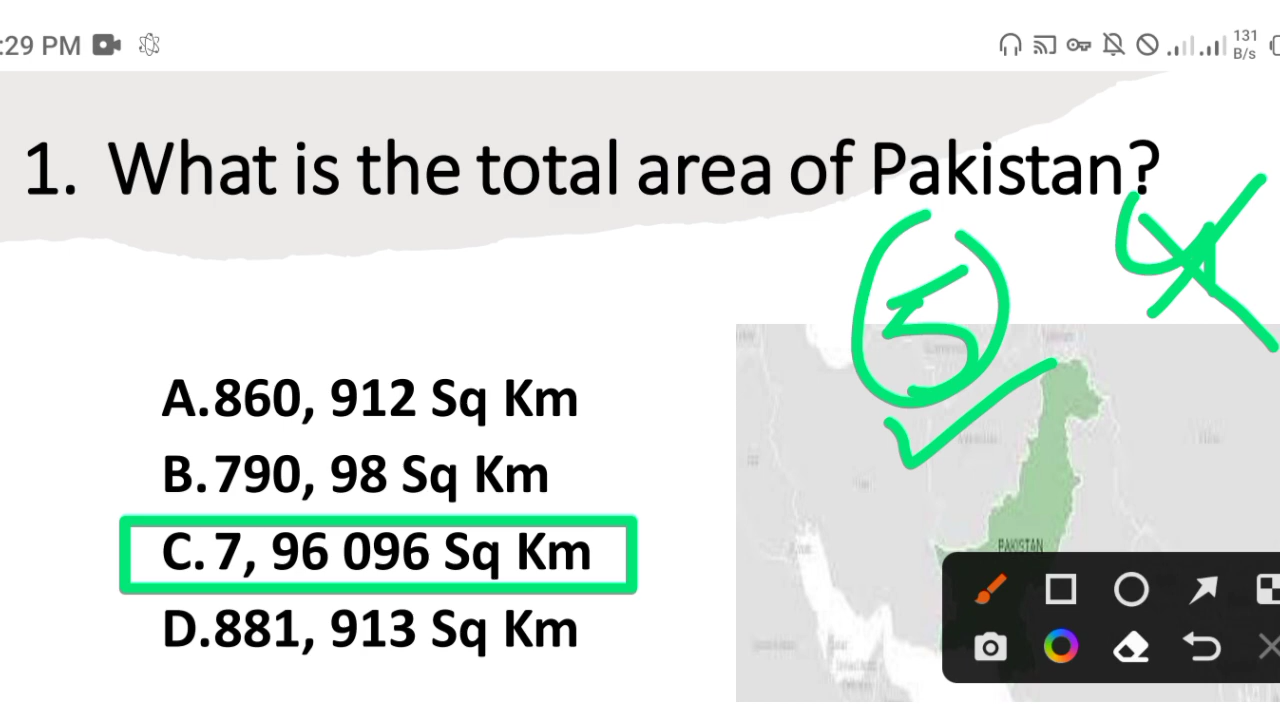 :29 PM
131
B/s
1. What is the total area of Pakistan?
5
4
A.860, 912 Sq Km
B.790, 98 Sq Km
C.7, 96 096 Sq Km
D.881, 913 Sq Km
PAKISTAN